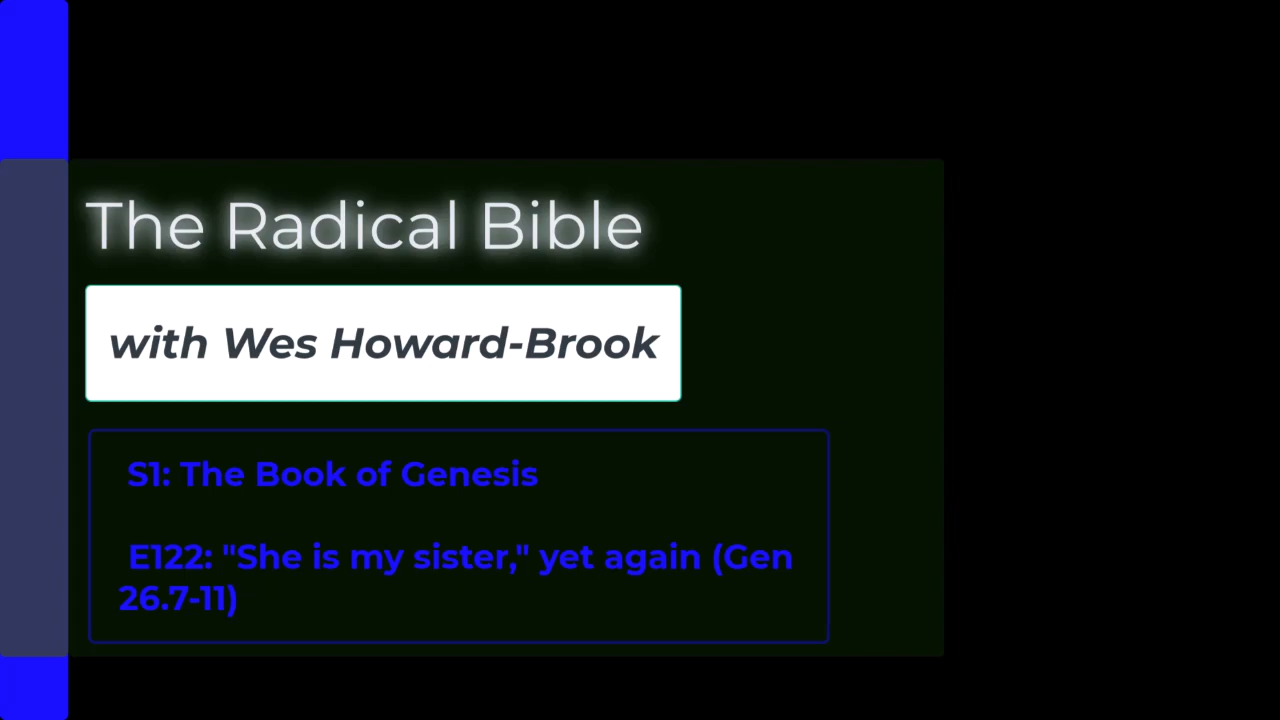 The Radical Bible
with Wes Howard-Brook
S1: The Book of Genesis
E122: "She is my sister," yet again (Gen
26.7-11)